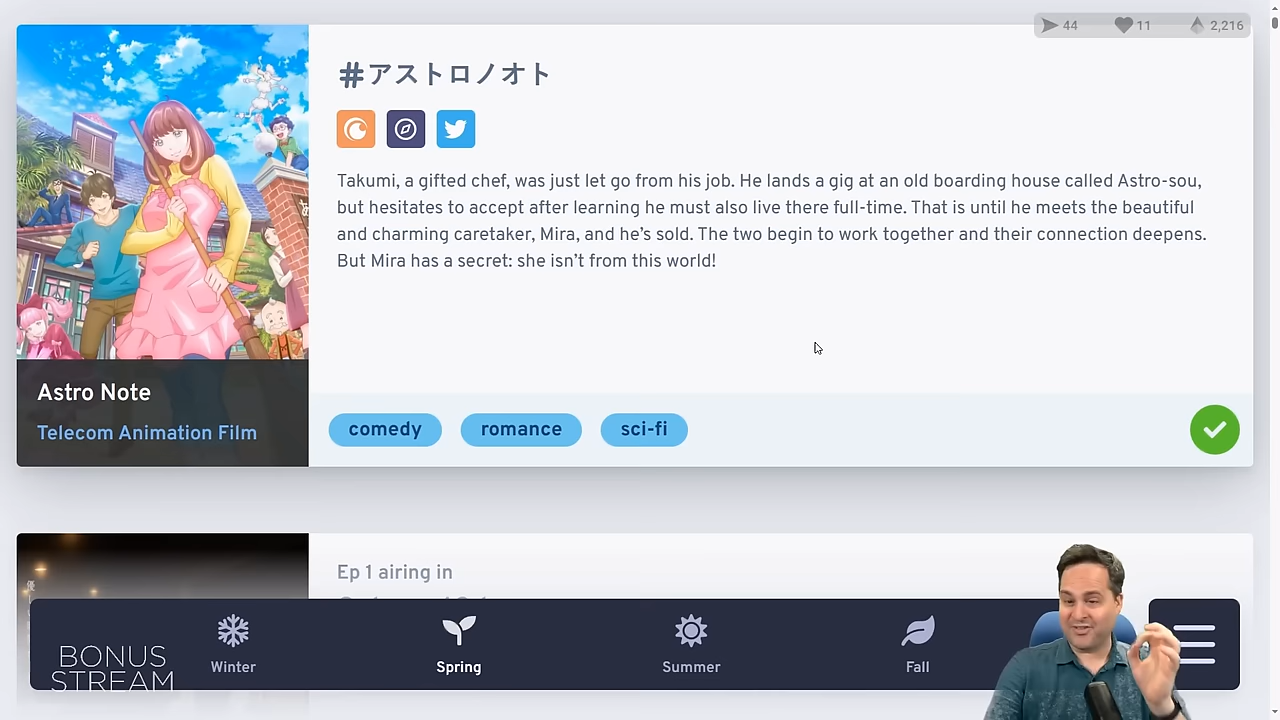 44
11
2,216
#アストロノオト
Takumi, a gifted chef, was just let go from his job. He lands a gig at an old boarding house called Astro-sou,
but hesitates to accept after learning he must also live there full-time. That is until he meets the beautiful
and charming caretaker, Mira, and he’s sold. The two begin to work together and their connection deepens.
But Mira has a secret: she isn’t from this world!
Astro Note
Telecom Animation Film
comedy
romance
sci-fi
Ep 1 airing in
BONUS
STREAM
Winter
Spring
Summer
Fall